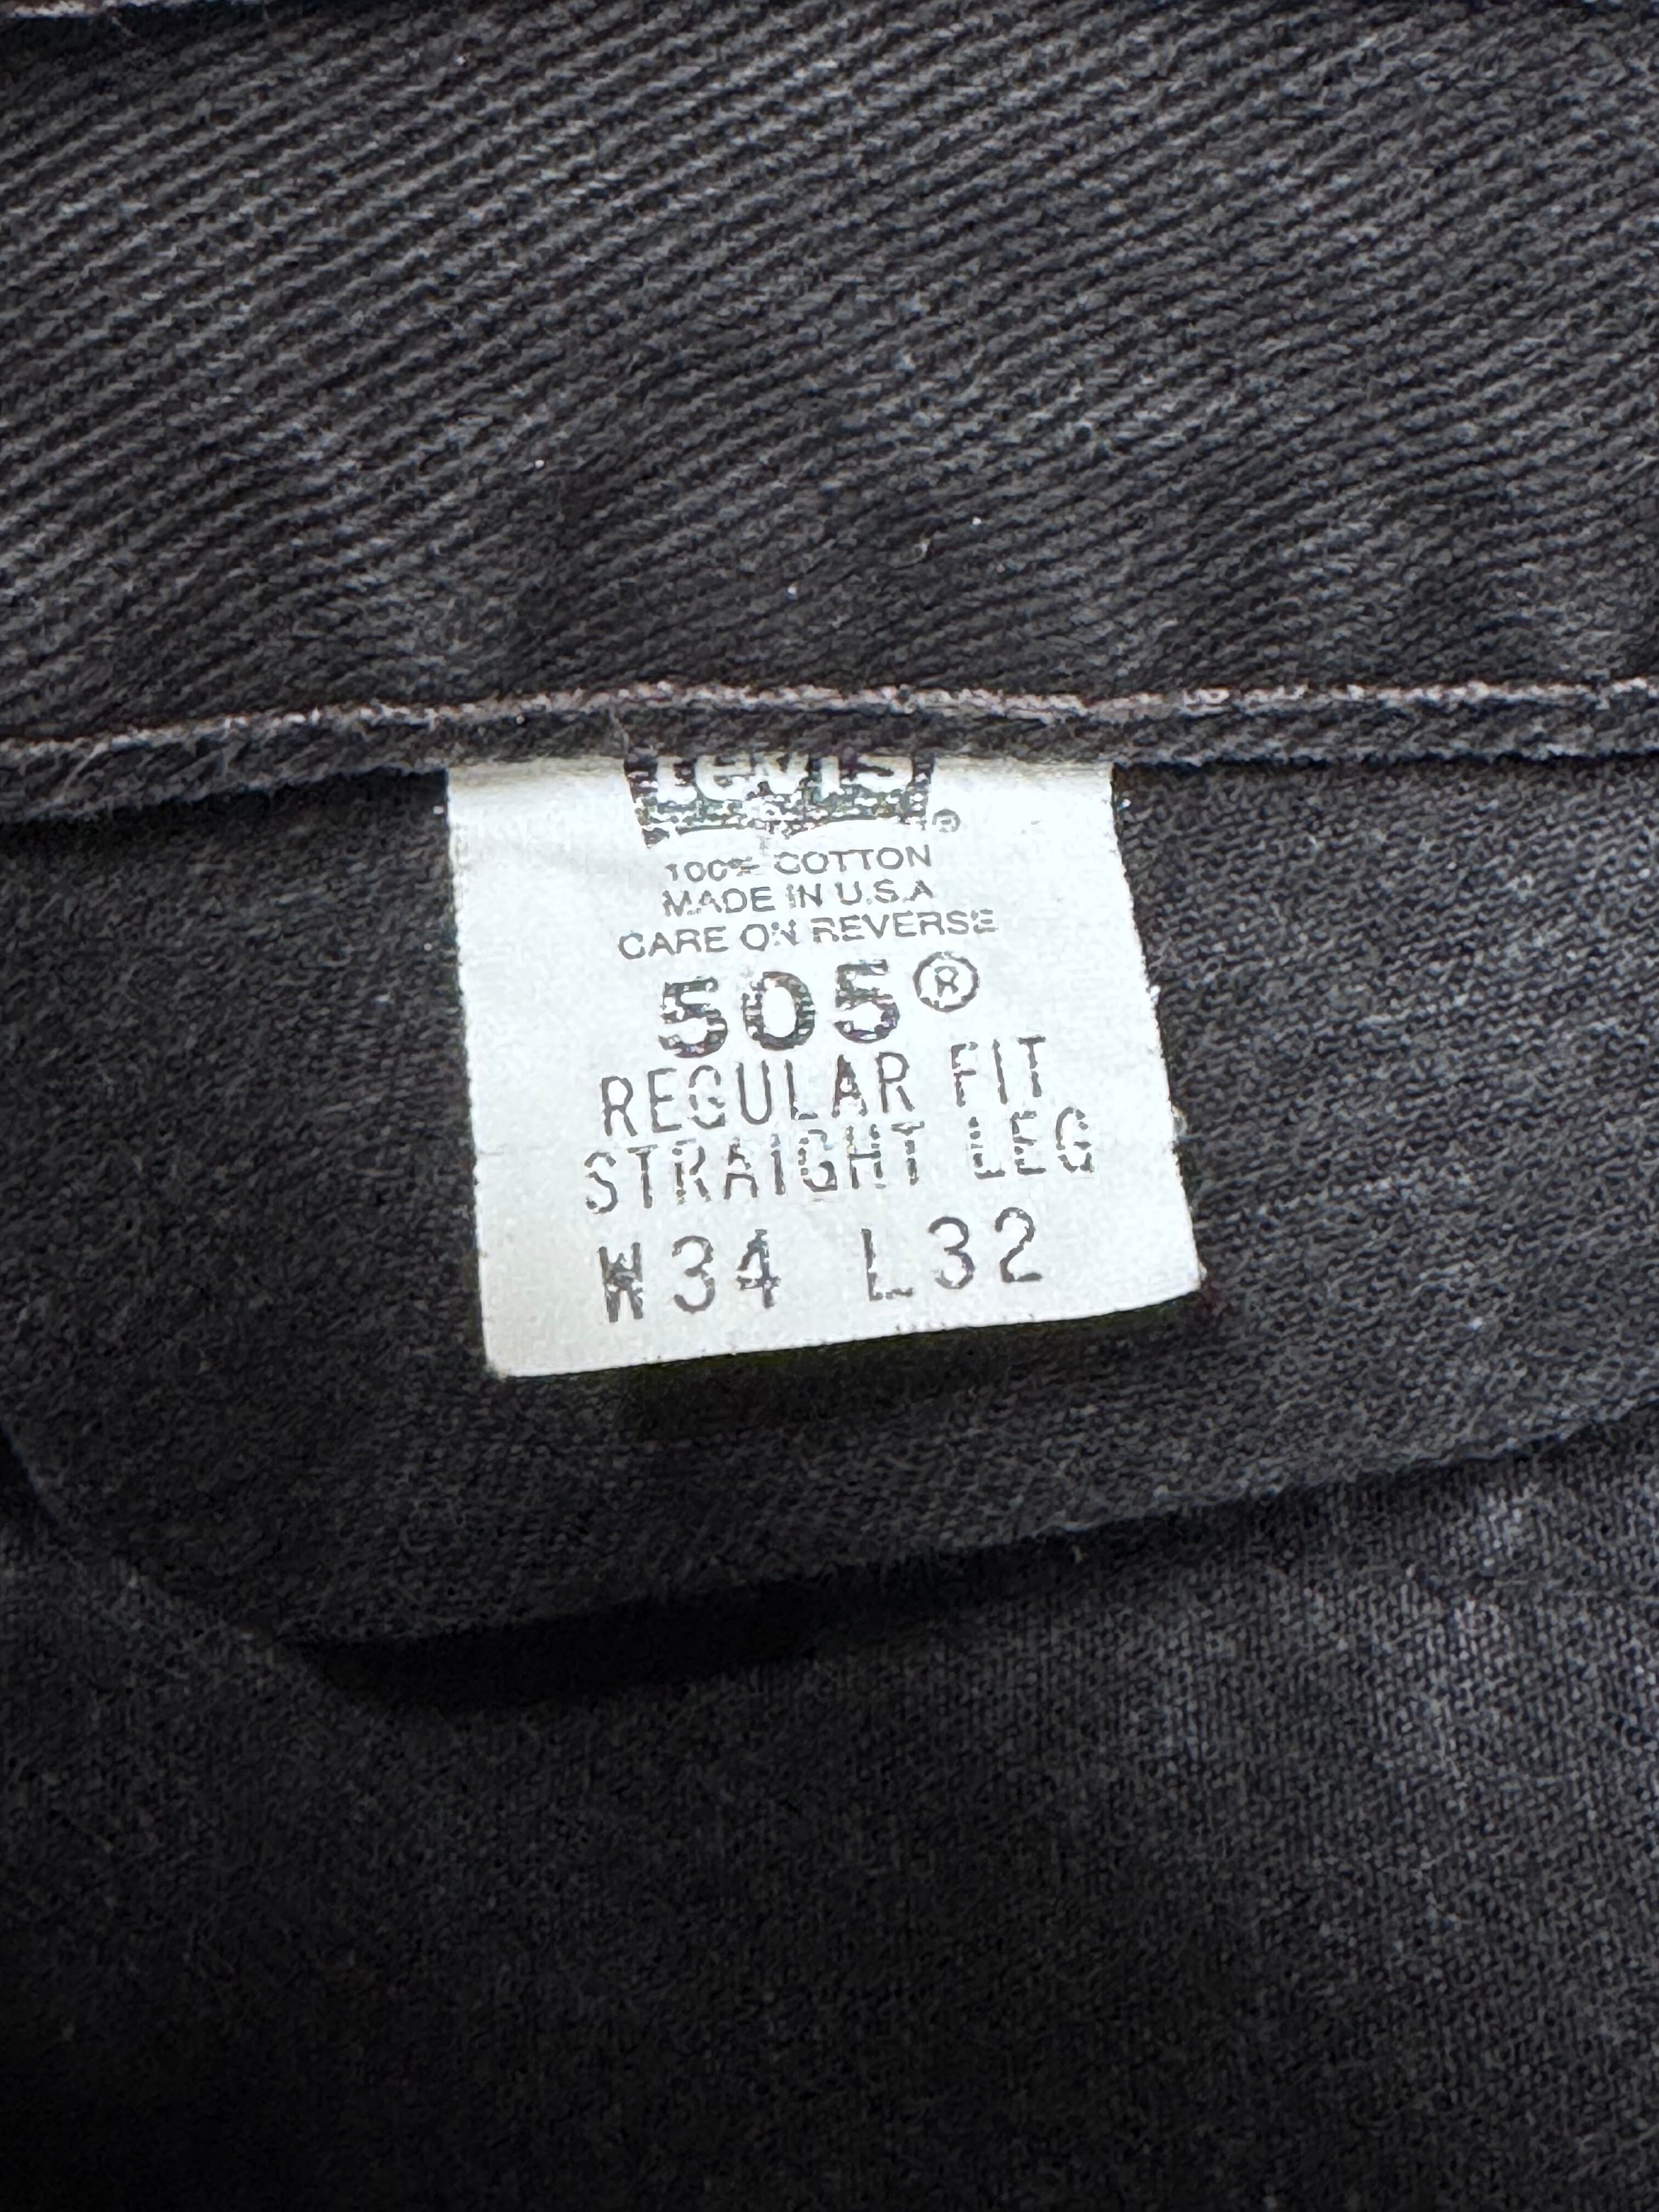 Levi's
®
100% COTTON
MADE IN U.S.A
CARE ON REVERSE
505®
REGULAR FIT
STRAIGHT LEG
W34 L32